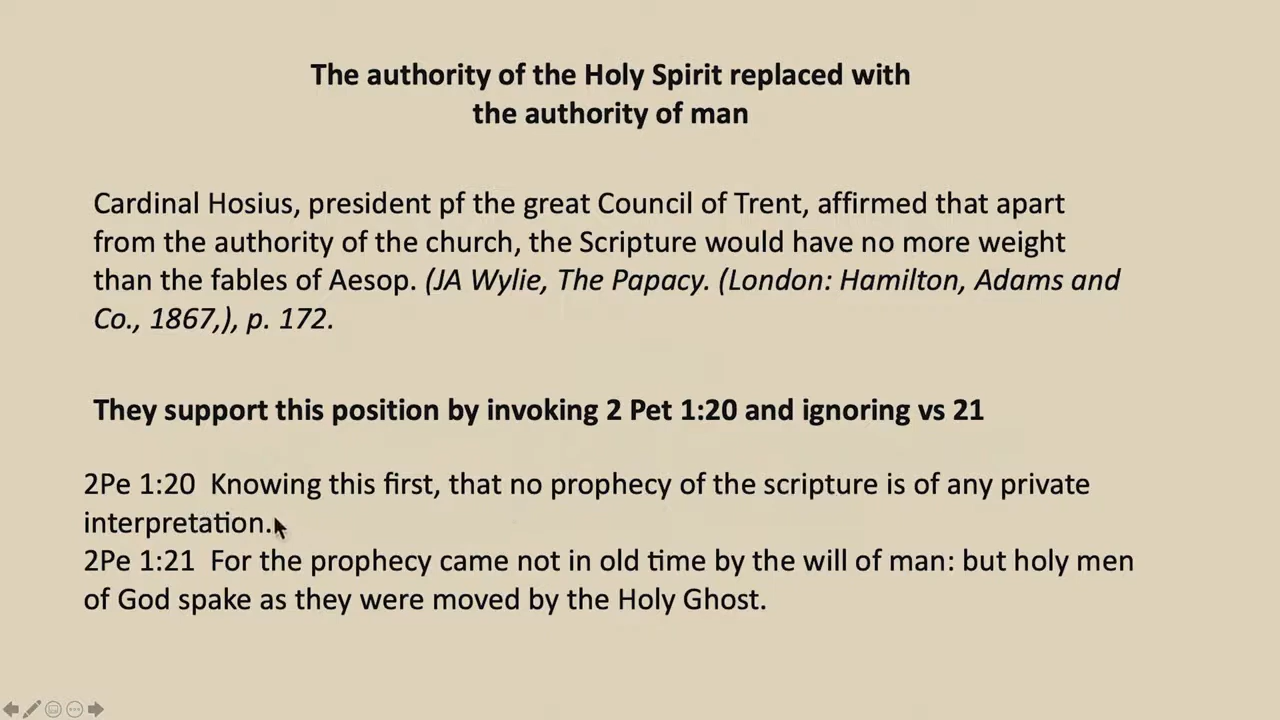 The authority of the Holy Spirit replaced with
the authority of man
Cardinal Hosius, president pf the great Council of Trent, affirmed that apart
from the authority of the church, the Scripture would have no more weight
than the fables of Aesop. (JA Wylie, The Papacy. (London: Hamilton, Adams and
Co., 1867,), p. 172.
They support this position by invoking 2 Pet 1:20 and ignoring vs 21
2Pe 1:20  Knowing this first, that no prophecy of the scripture is of any private
interpretation.
2Pe 1:21  For the prophecy came not in old time by the will of man: but holy men
of God spake as they were moved by the Holy Ghost.